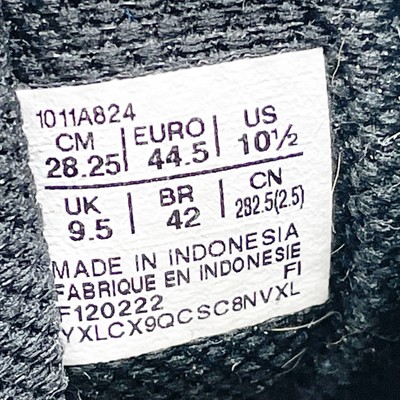 1011A824
CM EURO US
28.25 44.5 10½
UK BR CN
9.5 42 282.5(2.5)
MADE IN INDONESIA
FABRIQUE EN INDONESIE
F120222 FI
YXLCX9QCSC8NVXL